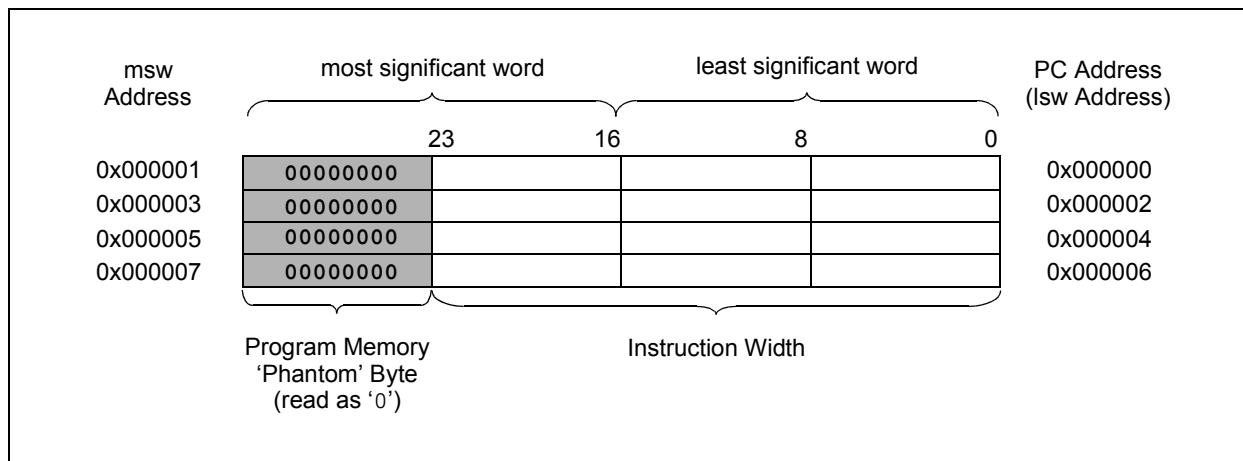 msw
Address
most significant word
least significant word
PC Address
(lsw Address)
23
16
8
0
0x000001
00000000
0x000000
0x000003
00000000
0x000002
0x000005
00000000
0x000004
0x000007
00000000
0x000006
Program Memory
‘Phantom’ Byte
(read as ‘0’)
Instruction Width